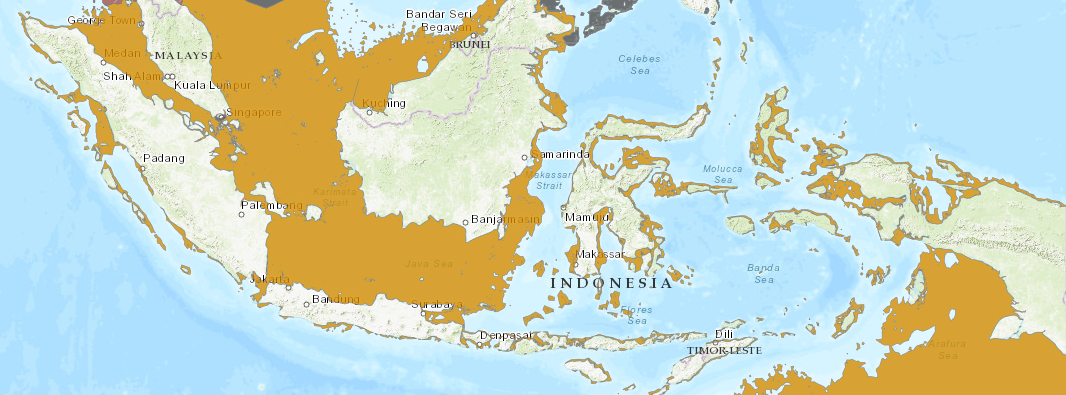 Bandar Seri
Begawan
BRUNEI
George Town
MALAYSIA
Medan
Celebes
Sea
Shah Alam
Kuala Lumpur
Kuching
Singapore
Padang
Samarinda
Makassar
Strait
Molucca
Sea
Karimata
Strait
Palembang
Banjarmasin
Mamuju
Makassar
Java Sea
Banda
Sea
Jakarta
INDONESIA
Bandung
Surabaya
Flores
Sea
Denpasar
Dili
TIMOR-LESTE
Arafura
Sea